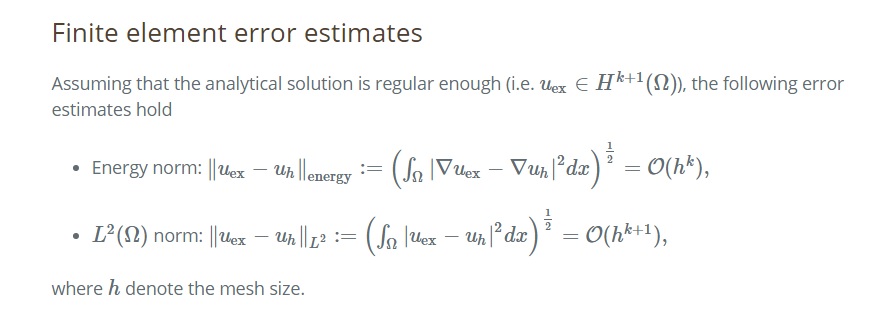 Finite element error estimates
Assuming that the analytical solution is regular enough (i.e. $u_{\text{ex}} \in H^{k+1}(\Omega)$), the following error
estimates hold
• Energy norm: $\|u_{\text{ex}} - u_h\|_{\text{energy}} := \left(\int_\Omega |\nabla u_{\text{ex}} - \nabla u_h|^2 dx\right)^{\frac{1}{2}} = \mathcal{O}(h^k),$
• $L^2(\Omega)$ norm: $\|u_{\text{ex}} - u_h\|_{L^2} := \left(\int_\Omega |u_{\text{ex}} - u_h|^2 dx\right)^{\frac{1}{2}} = \mathcal{O}(h^{k+1}),$
where $h$ denote the mesh size.